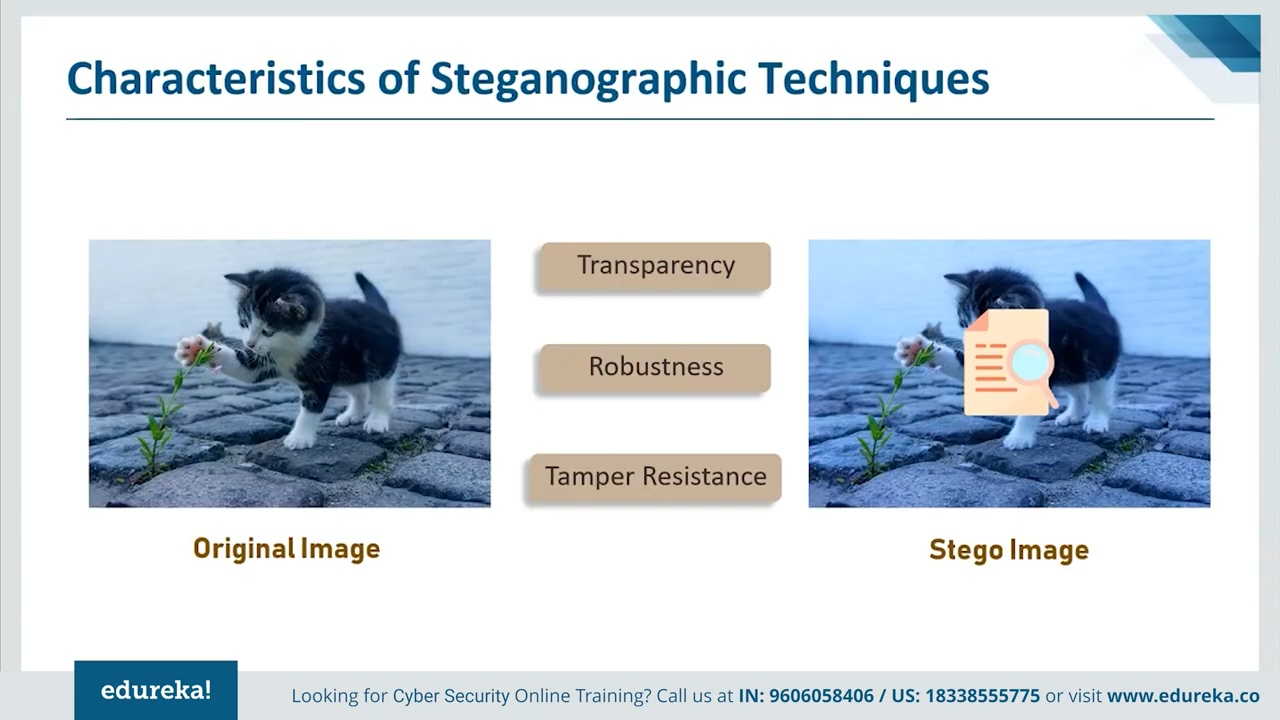 Characteristics of Steganographic Techniques
Transparency
Robustness
Tamper Resistance
Original Image
Stego Image
edureka!
Looking for Cyber Security Online Training? Call us at IN: 9606058406 / US: 18338555775 or visit www.edureka.co